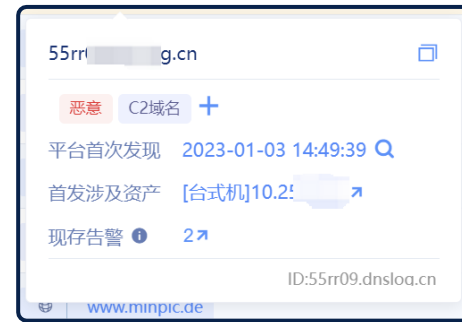 55rr g.cn
恶意 C2域名
平台首次发现 2023-01-03 14:49:39
首发涉及资产 [台式机]10.25
现存告警 2
ID:55rr09.dnslog.cn
www.minpic.de